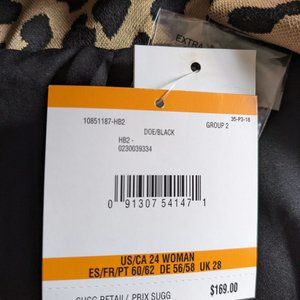 EXTRA
35-P3-18
10851187-HB2
DOE/BLACK
GROUP 2
HB2 -
0230039334
0 91307 54147 1
US/CA 24 WOMAN
ES/FR/PT 60/62 DE 56/58 UK 28
$169.00
SUGG RETAIL/ PRIX SUGG